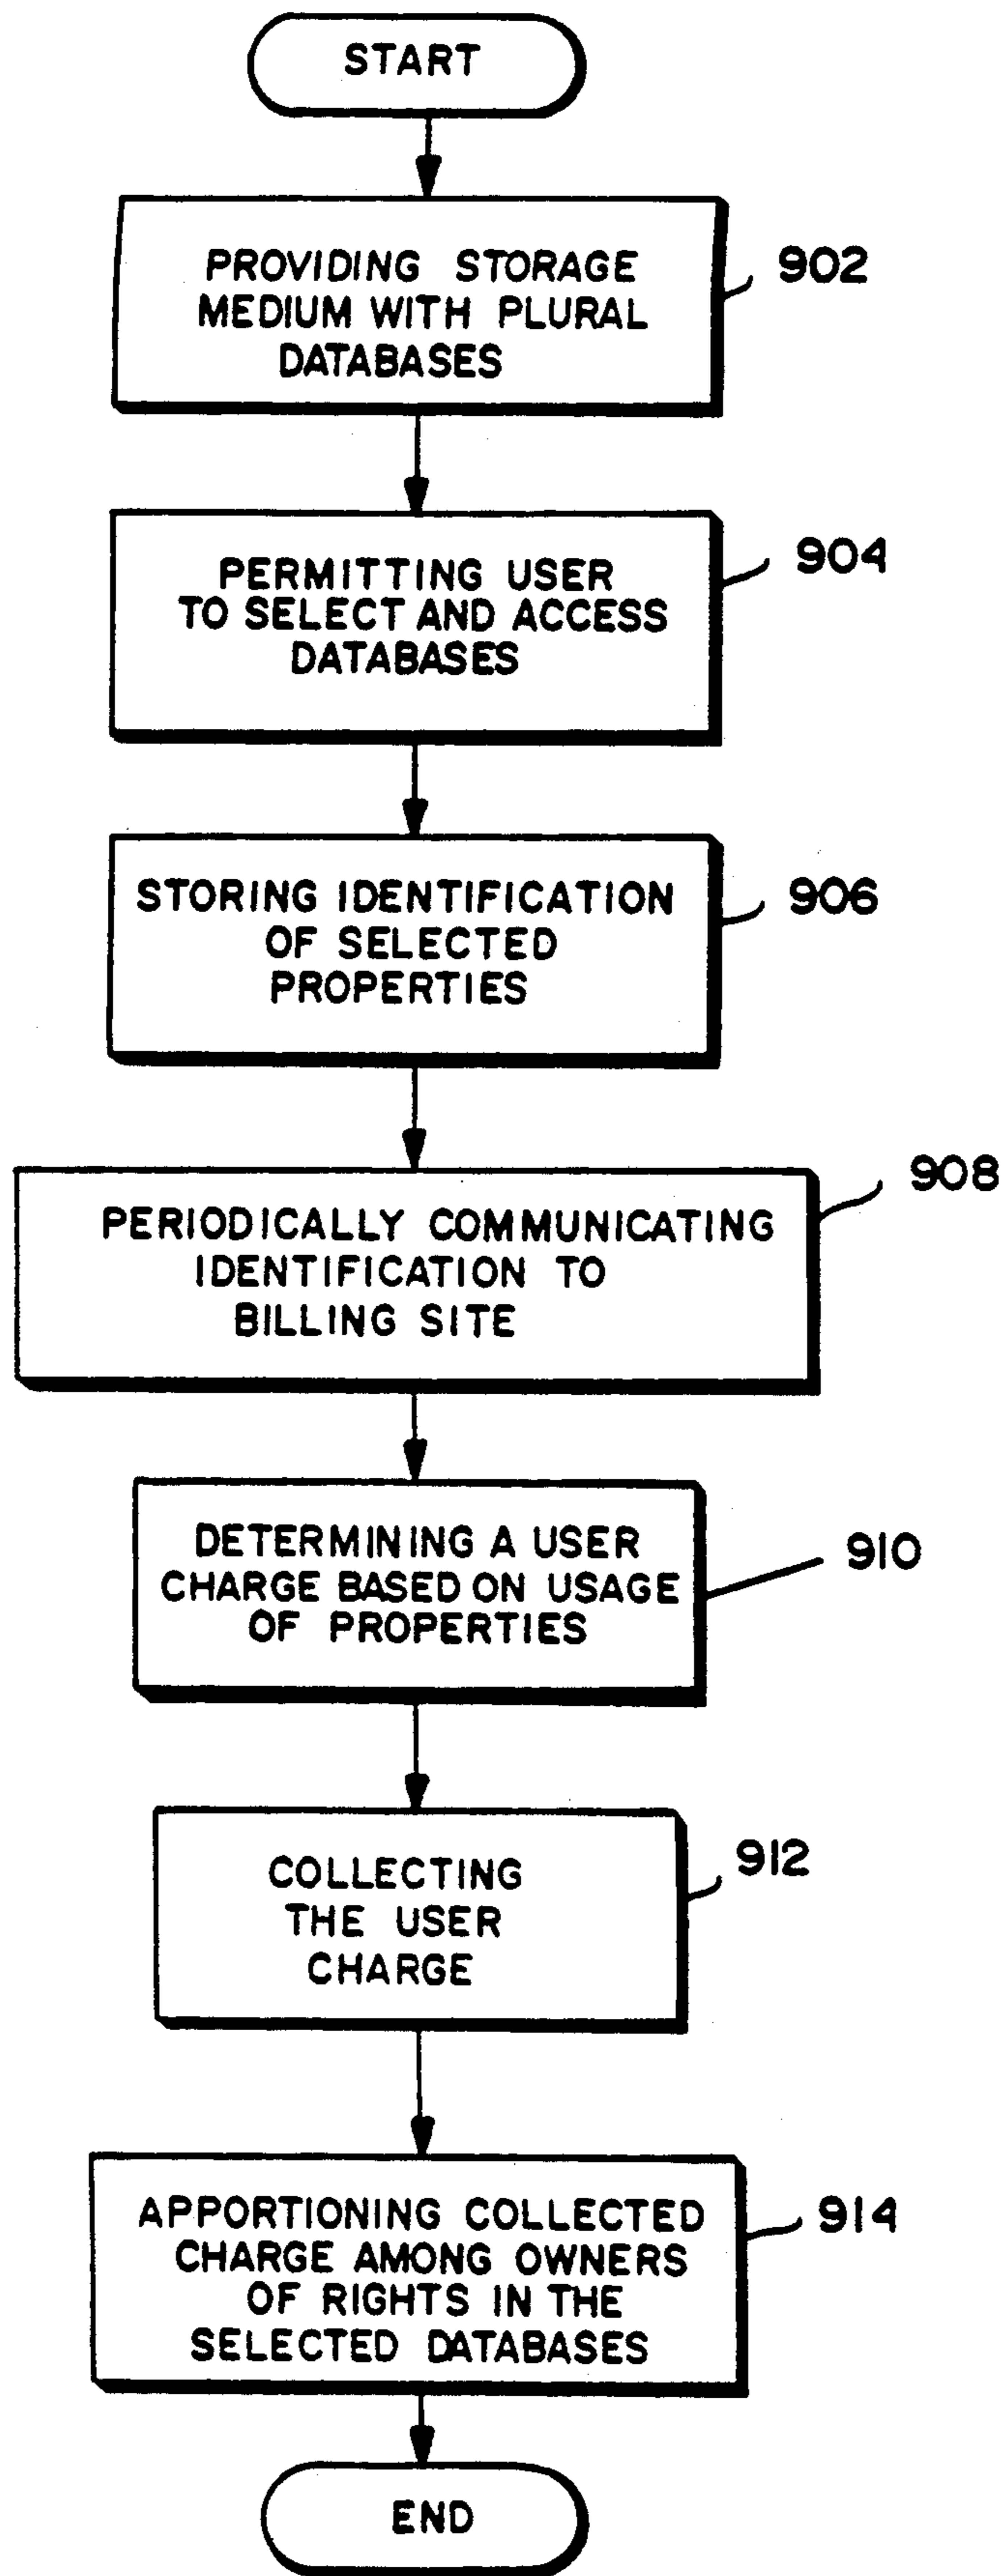 START
PROVIDING STORAGE
MEDIUM WITH PLURAL
DATABASES
902
PERMITTING USER
TO SELECT AND ACCESS
DATABASES
904
STORING IDENTIFICATION
OF SELECTED
PROPERTIES
906
PERIODICALLY COMMUNICATING
IDENTIFICATION TO
BILLING SITE
908
DETERMINING A USER
CHARGE BASED ON USAGE
OF PROPERTIES
910
COLLECTING
THE USER
CHARGE
912
APPORTIONING COLLECTED
CHARGE AMONG OWNERS
OF RIGHTS IN THE
SELECTED DATABASES
914
END